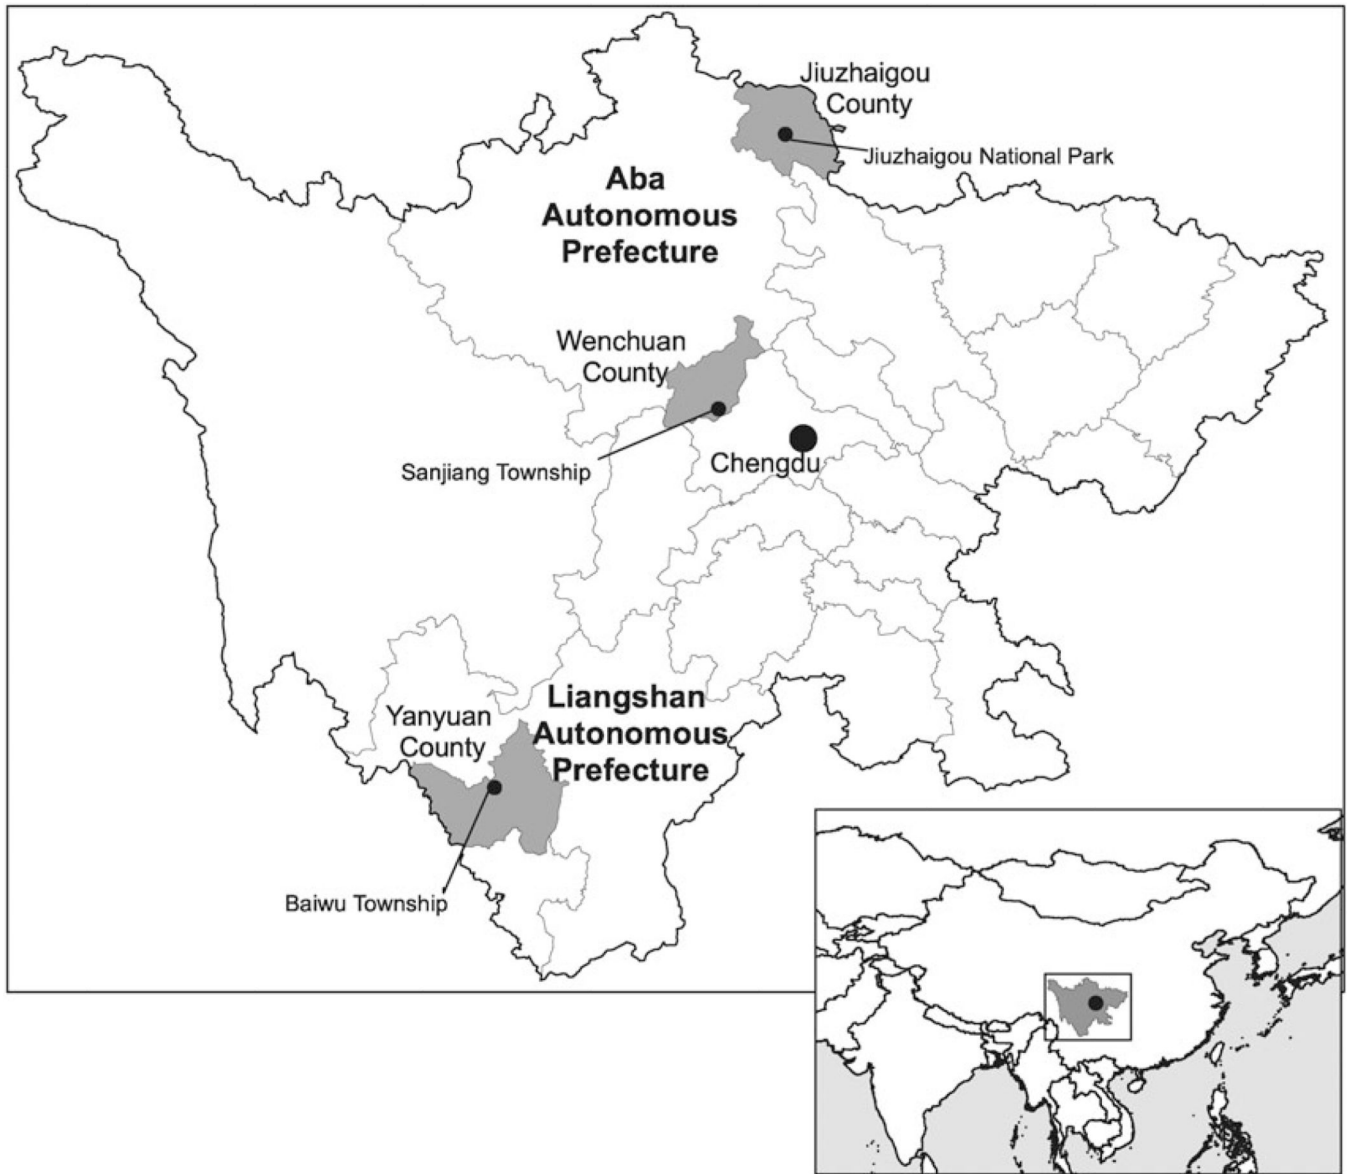 Jiuzhaigou
County
Jiuzhaigou National Park
Aba
Autonomous
Prefecture
Wenchuan
County
Sanjiang Township
Chengdu
Liangshan
Autonomous
Prefecture
Yanyuan
County
Baiwu Township